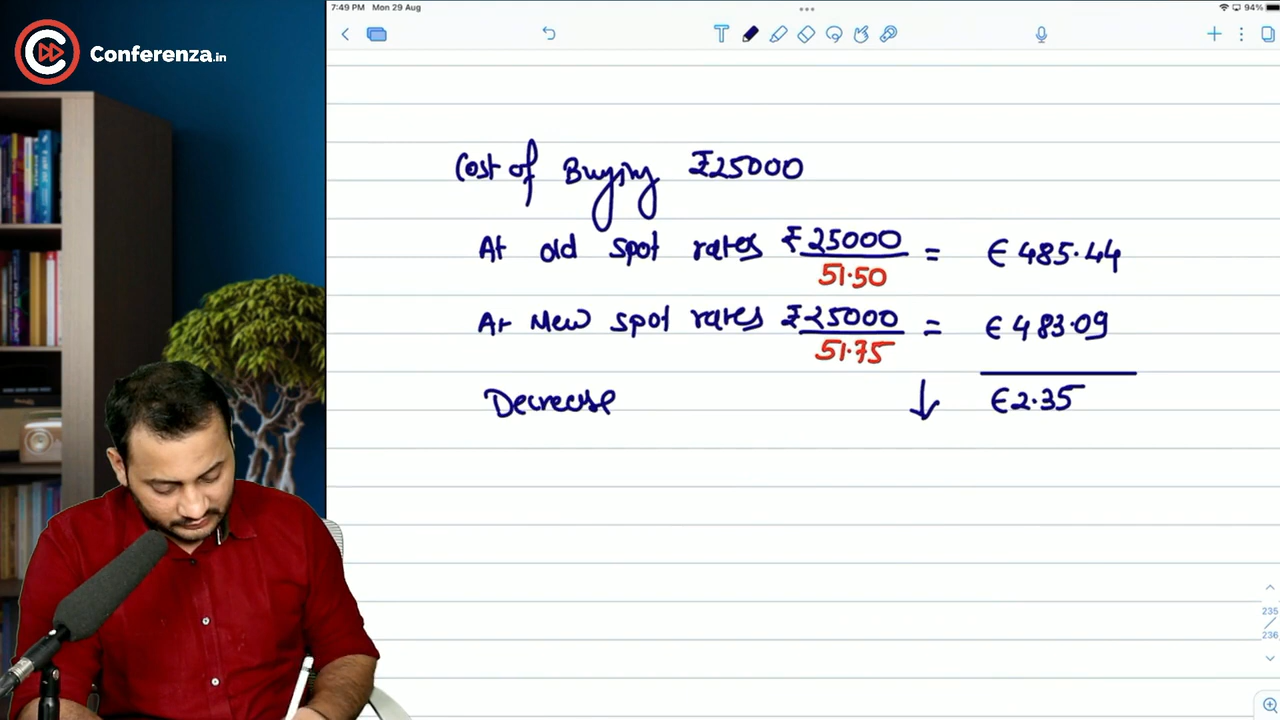 7:49 PM Mon 29 Aug
94%
Conferenza.in
T
Cost of Buying ₹25000
At old spot rates ₹25000/51.50 = € 485.44
At New spot rates ₹25000/51.75 = € 483.09
Decrease ↓ €2.35
235
236